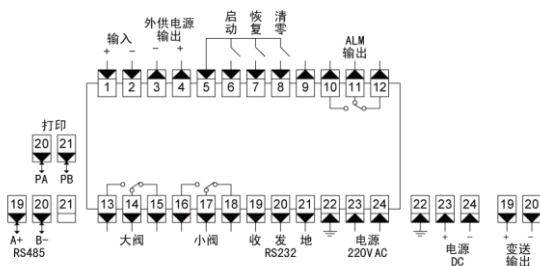 外供电源
输出
输入
+ − − +
启动 恢复 清零
ALM
输出
1 2 3 4 5 6 7 8 9 10 11 12
打印
20 21
PA PB
19 20 21
A+ B-
RS485
13 14 15 16 17 18 19 20 21 22 23 24
大阀 小阀 收 发 地 电源
RS232 220V AC
22 23 24
+ −
电源
DC
19 20
+ −
变送
输出